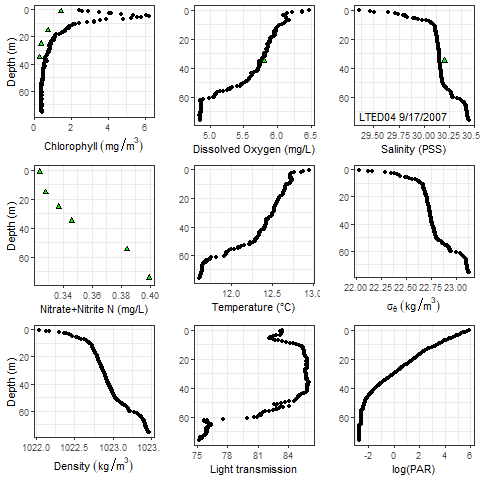 0
20
40
60
Depth (m)
0 2 4 6
Chlorophyll (mg/m³)
0
20
40
60
5.0 5.5 6.0 6.5
Dissolved Oxygen (mg/L)
0
20
40
60
LTED04 9/17/2007
29.50 29.75 30.00 30.25 30.5
Salinity (PSS)
0
20
40
60
Depth (m)
0.34 0.36 0.38 0.40
Nitrate+Nitrite N (mg/L)
0
20
40
60
12.0 12.5 13.0
Temperature (°C)
0
20
40
60
22.00 22.25 22.50 22.75 23.00
σθ (kg/m³)
0
20
40
60
Depth (m)
1022.0 1022.5 1023.0 1023.
Density (kg/m³)
0
20
40
60
75 78 81 84
Light transmission
0
20
40
60
-2 2 4 6
log(PAR)